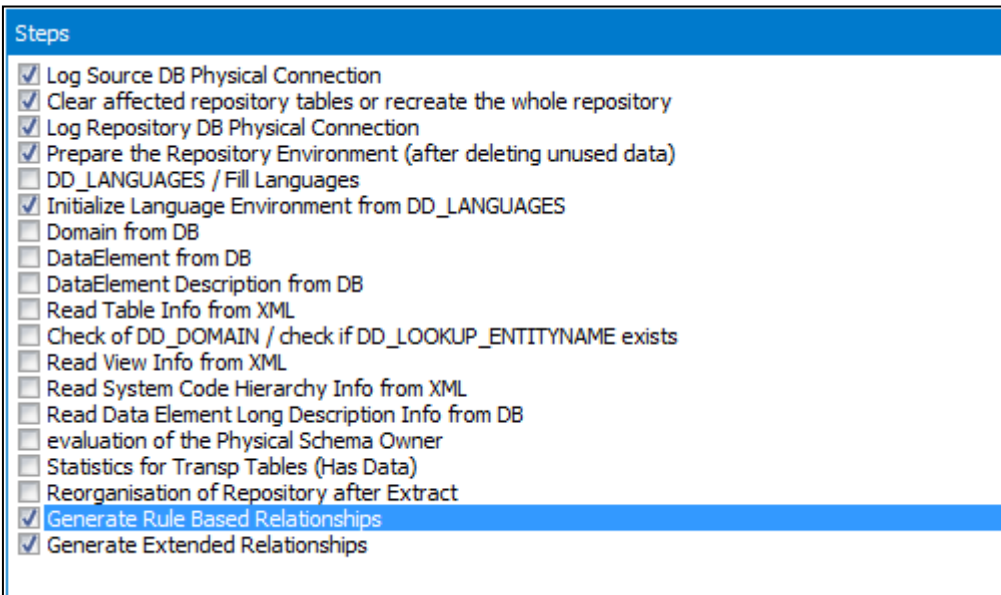 Steps
Log Source DB Physical Connection
Clear affected repository tables or recreate the whole repository
Log Repository DB Physical Connection
Prepare the Repository Environment (after deleting unused data)
DD_LANGUAGES / Fill Languages
Initialize Language Environment from DD_LANGUAGES
Domain from DB
DataElement from DB
DataElement Description from DB
Read Table Info from XML
Check of DD_DOMAIN / check if DD_LOOKUP_ENTITYNAME exists
Read View Info from XML
Read System Code Hierarchy Info from XML
Read Data Element Long Description Info from DB
evaluation of the Physical Schema Owner
Statistics for Transp Tables (Has Data)
Reorganisation of Repository after Extract
Generate Rule Based Relationships
Generate Extended Relationships